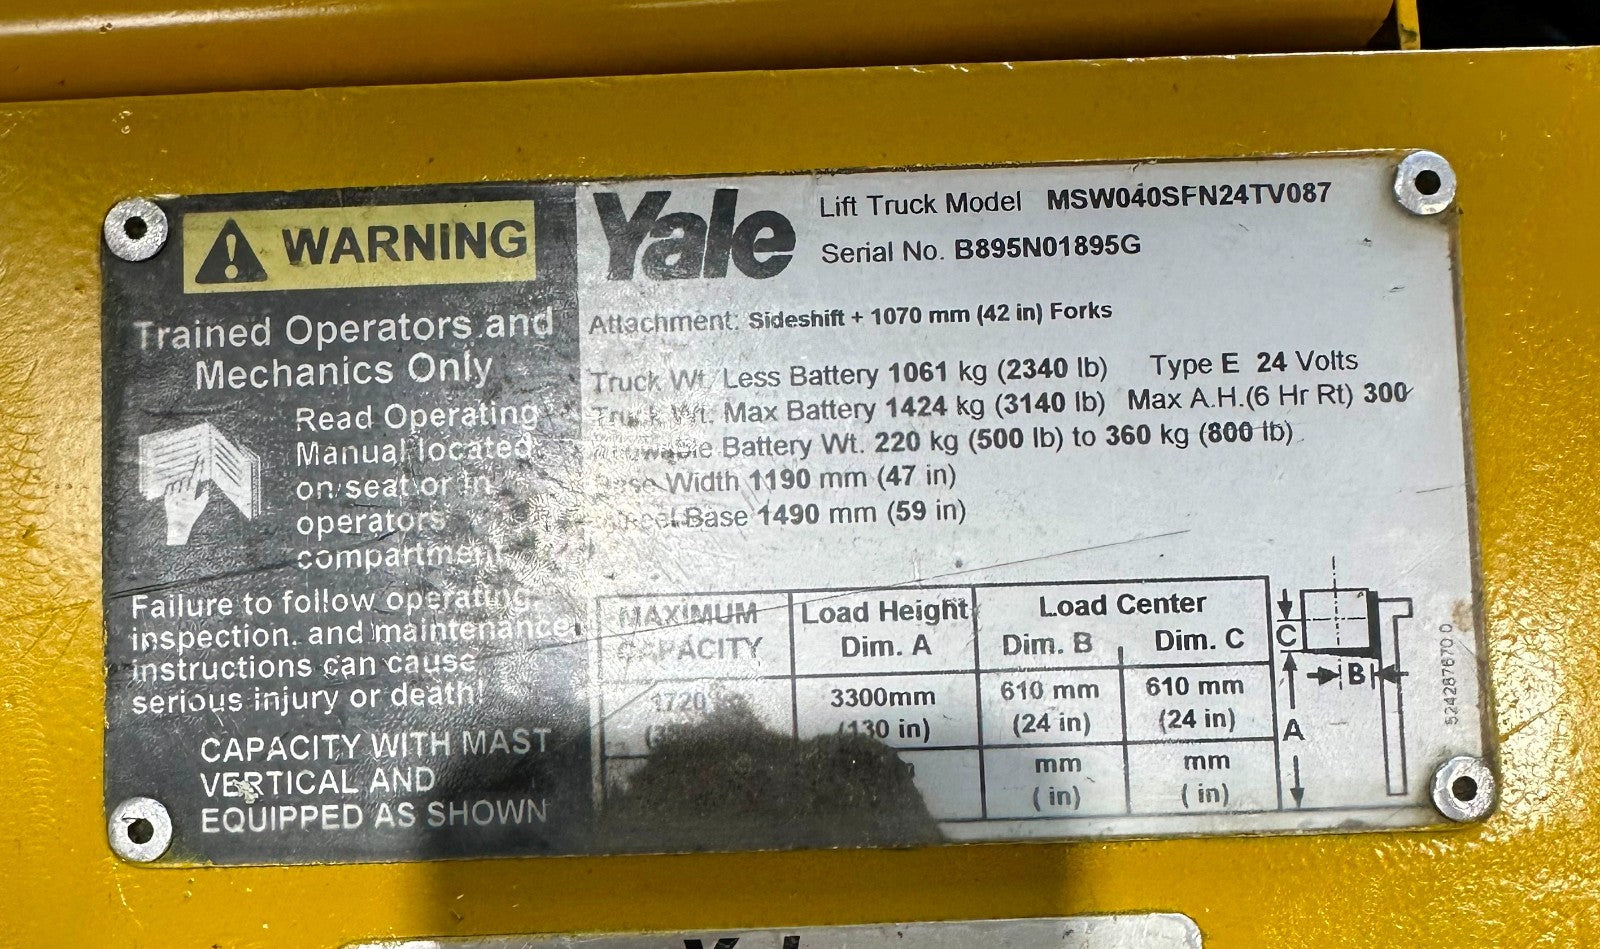 WARNING
Trained Operators and
Mechanics Only
Read Operating
Manual located
on seat or in
operators
compartment.
Failure to follow operating,
inspection, and maintenance
instructions can cause
serious injury or death!
CAPACITY WITH MAST
VERTICAL AND
EQUIPPED AS SHOWN
Yale
Lift Truck Model MSW040SFN24TV087
Serial No. B895N01895G
Attachment: Sideshift + 1070 mm (42 in) Forks
Truck Wt. Less Battery 1061 kg (2340 lb) Type E 24 Volts
Truck Wt. Max Battery 1424 kg (3140 lb) Max A.H.(6 Hr Rt) 300
Allowable Battery Wt. 220 kg (500 lb) to 360 kg (800 lb)
Base Width 1190 mm (47 in)
Wheel Base 1490 mm (59 in)
MAXIMUM CAPACITY
Load Height Dim. A
Load Center
Dim. B Dim. C
1720 3300mm 610 mm 610 mm
(130 in) (24 in) (24 in)
mm mm
( in) ( in)
C
B
A
524287670 0
Yale